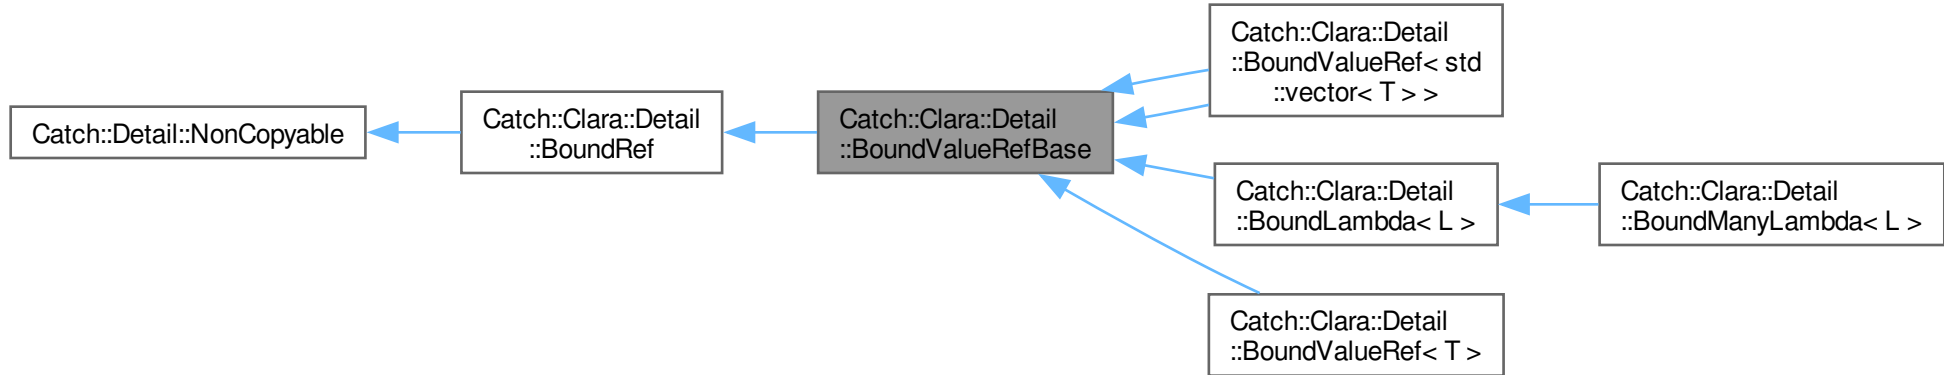 Catch::Detail::NonCopyable
Catch::Clara::Detail
::BoundRef
Catch::Clara::Detail
::BoundValueRefBase
Catch::Clara::Detail
::BoundValueRef< std
::vector< T > >
Catch::Clara::Detail
::BoundLambda< L >
Catch::Clara::Detail
::BoundManyLambda< L >
Catch::Clara::Detail
::BoundValueRef< T >